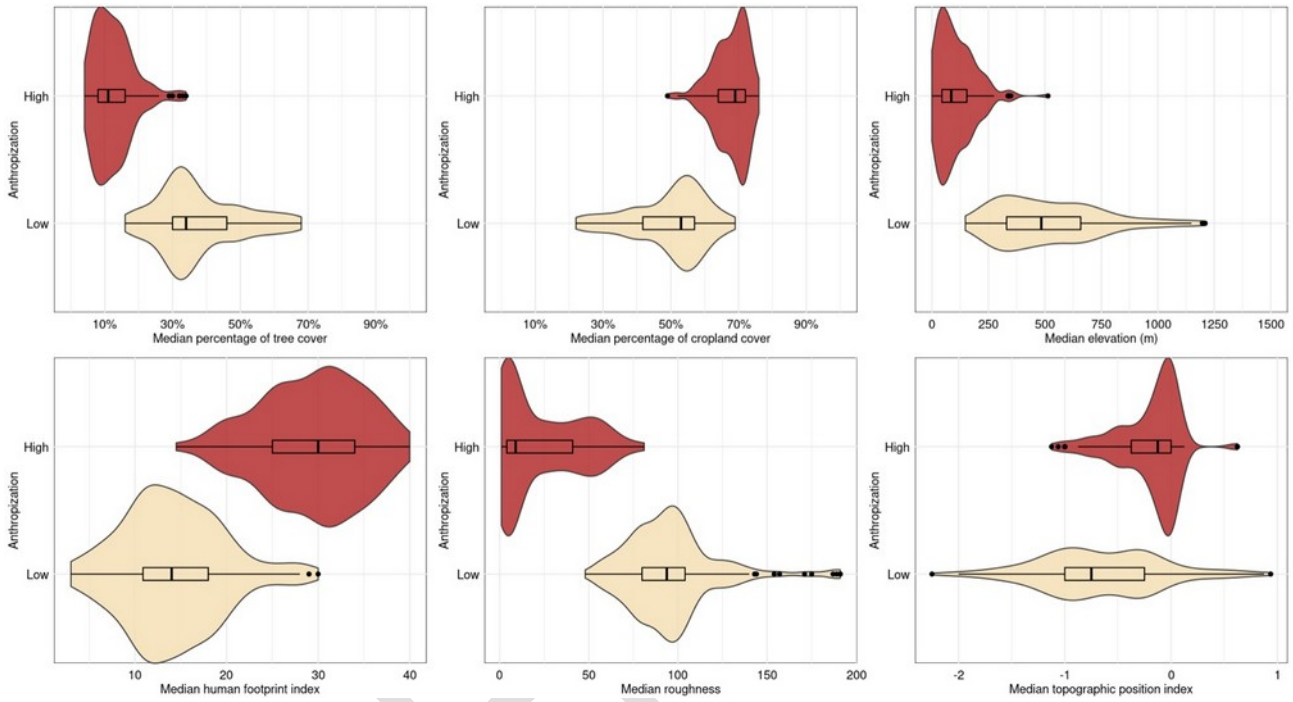 High
Low
Anthropization
10% 30% 50% 70% 90%
Median percentage of tree cover
High
Low
Anthropization
10% 30% 50% 70% 90%
Median percentage of cropland cover
High
Low
Anthropization
0 250 500 750 1000 1250 1500
Median elevation (m)
High
Low
Anthropization
10 20 30 40
Median human footprint index
High
Low
Anthropization
0 50 100 150 200
Median roughness
High
Low
Anthropization
-2 -1 0 1
Median topographic position index